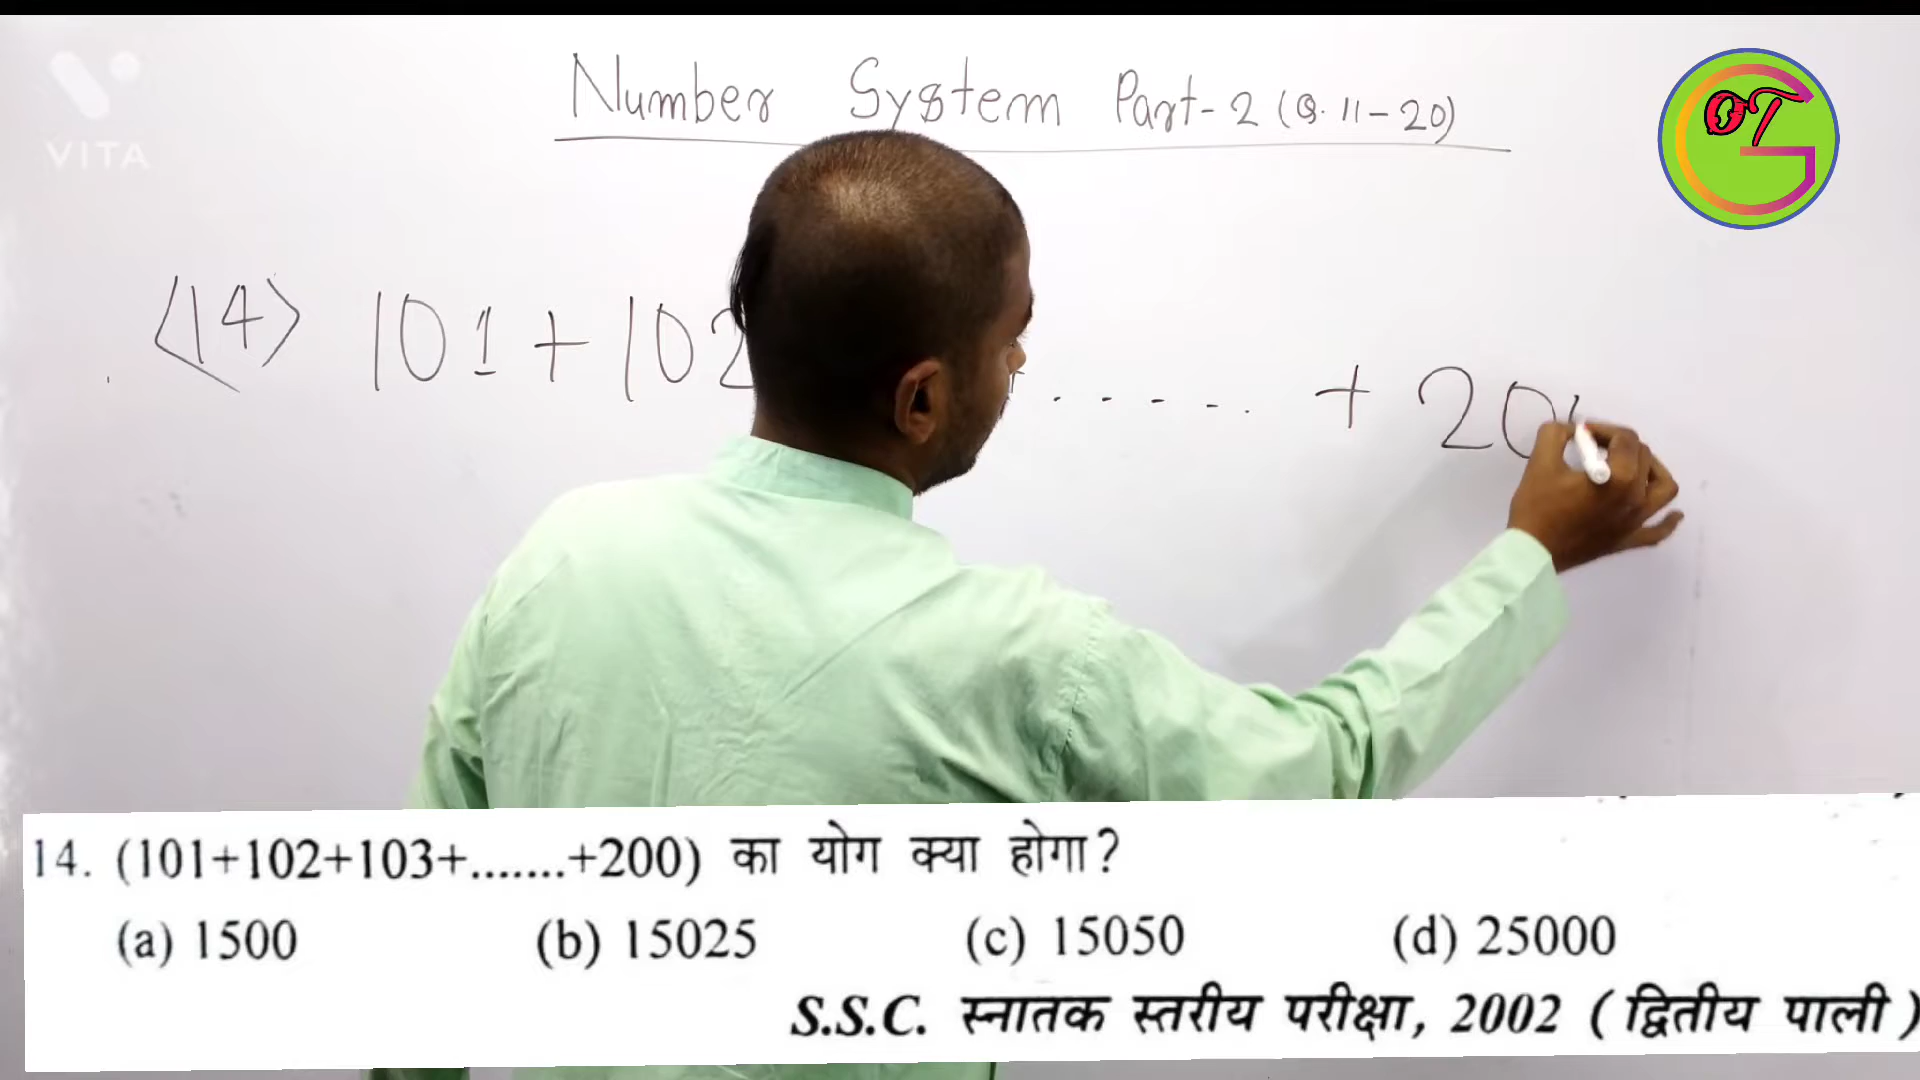 VITA
Number System Part-2 (Q. 11-20)
OTG
<14> 101+102 ..... + 20
14. (101+102+103+.......+200) का योग क्या होगा?
(a) 1500 (b) 15025 (c) 15050 (d) 25000
S.S.C. स्नातक स्तरीय परीक्षा, 2002 (द्वितीय पाली)